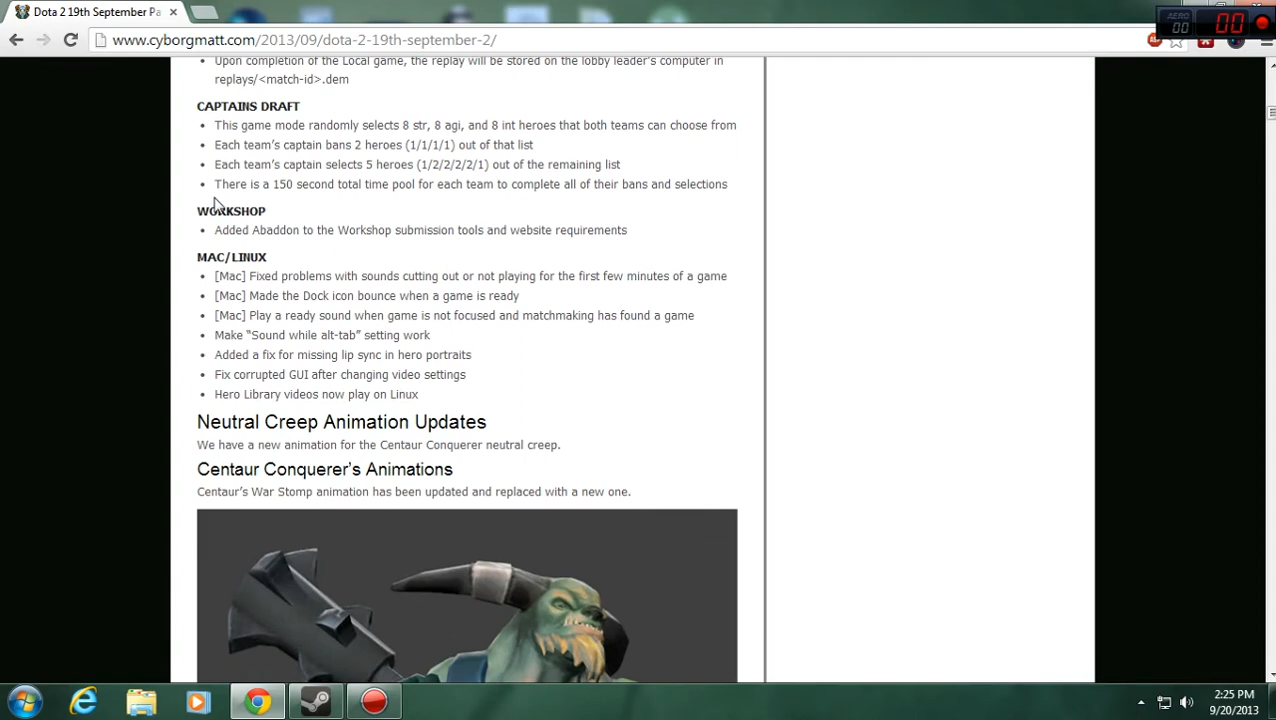 Dota 2 19th September Pa
AERO
00
00
www.cyborgmatt.com/2013/09/dota-2-19th-septemb
Upon completion of the Local game, the replay will be stored on the lobby leader's computer in
replays/<match-id>.dem
CAPTAINS DRAFT
• This game mode randomly selects 8 str, 8 agi, and 8 int heroes that both teams can choose from
• Each team's captain bans 2 heroes (1/1/1/1) out of that list
• Each team's captain selects 5 heroes (1/2/2/2/2/1) out of the remaining list
• There is a 150 second total time pool for each team to complete all of their bans and selections
WORKSHOP
• Added Abaddon to the Workshop submission tools and website requirements
MAC/LINUX
• [Mac] Fixed problems with sounds cutting out or not playing for the first few minutes of a game
• [Mac] Made the Dock icon bounce when a game is ready
• [Mac] Play a ready sound when game is not focused and matchmaking has found a game
• Make “Sound while alt-tab” setting work
• Added a fix for missing lip sync in hero portraits
• Fix corrupted GUI after changing video settings
• Hero Library videos now play on Linux
Neutral Creep Animation Updates
We have a new animation for the Centaur Conquerer neutral creep.
Centaur Conquerer's Animations
Centaur's War Stomp animation has been updated and replaced with a new one.
2:25 PM
9/20/2013